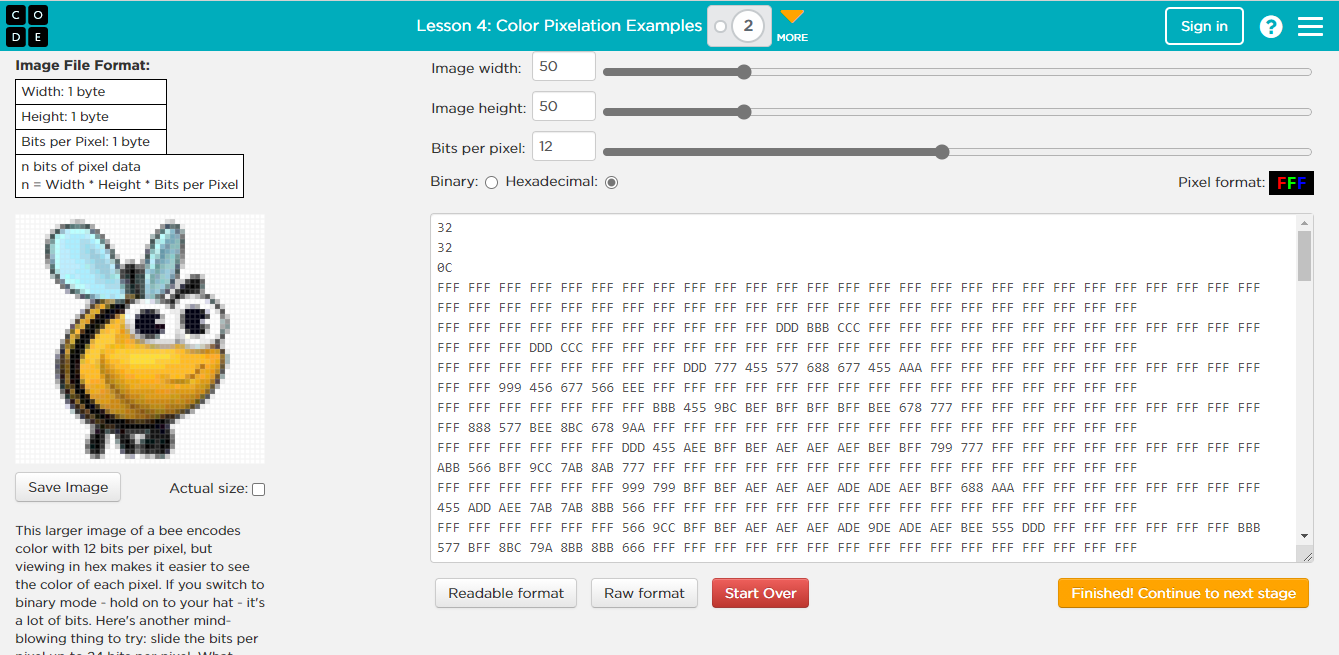 C O
D E
Lesson 4: Color Pixelation Examples
2
MORE
Sign in
?
Image File Format:
Width: 1 byte
Height: 1 byte
Bits per Pixel: 1 byte
n bits of pixel data
n = Width * Height * Bits per Pixel
Save Image
Actual size:
This larger image of a bee encodes
color with 12 bits per pixel, but
viewing in hex makes it easier to see
the color of each pixel. If you switch to
binary mode - hold on to your hat - it's
a lot of bits. Here's another mind-
blowing thing to try: slide the bits per
Image width: 50
Image height: 50
Bits per pixel: 12
Binary: Hexadecimal:
Pixel format: FFF
32
32
0C
FFF FFF FFF FFF FFF FFF FFF FFF FFF FFF FFF FFF FFF FFF FFF FFF FFF FFF FFF FFF FFF FFF FFF FFF FFF FFF FFF
FFF FFF FFF FFF FFF FFF FFF FFF FFF FFF FFF FFF FFF FFF FFF FFF FFF FFF FFF FFF FFF FFF FFF
FFF FFF FFF FFF FFF FFF FFF FFF FFF FFF FFF DDD BBB CCC FFF FFF FFF FFF FFF FFF FFF FFF FFF FFF FFF FFF FFF
FFF FFF FFF DDD CCC FFF FFF FFF FFF FFF FFF FFF FFF FFF FFF FFF FFF FFF FFF FFF FFF FFF FFF
FFF FFF FFF FFF FFF FFF FFF FFF DDD 777 455 577 688 677 455 AAA FFF FFF FFF FFF FFF FFF FFF FFF FFF FFF FFF
FFF FFF 999 456 677 566 EEE FFF FFF FFF FFF FFF FFF FFF FFF FFF FFF FFF FFF FFF FFF FFF FFF
FFF FFF FFF FFF FFF FFF FFF BBB 455 9BC BEF BFF BFF BFF BEE 678 777 FFF FFF FFF FFF FFF FFF FFF FFF FFF FFF
FFF 888 577 BEE 8BC 678 9AA FFF FFF FFF FFF FFF FFF FFF FFF FFF FFF FFF FFF FFF FFF FFF FFF
FFF FFF FFF FFF FFF FFF DDD 455 AEE BFF BEF AEF AEF AEF BEF BFF 799 777 FFF FFF FFF FFF FFF FFF FFF FFF FFF
ABB 566 BFF 9CC 7AB 8AB 777 FFF FFF FFF FFF FFF FFF FFF FFF FFF FFF FFF FFF FFF FFF FFF FFF
FFF FFF FFF FFF FFF FFF 999 799 BFF BEF AEF AEF AEF ADE ADE AEF BFF 688 AAA FFF FFF FFF FFF FFF FFF FFF FFF
455 ADD AEE 7AB 7AB 8BB 566 FFF FFF FFF FFF FFF FFF FFF FFF FFF FFF FFF FFF FFF FFF FFF FFF
FFF FFF FFF FFF FFF FFF 566 9CC BFF BEF AEF AEF AEF ADE 9DE ADE AEF BEE 555 DDD FFF FFF FFF FFF FFF FFF BBB
577 BFF 8BC 79A 8BB 8BB 666 FFF FFF FFF FFF FFF FFF FFF FFF FFF FFF FFF FFF FFF FFF FFF FFF
Readable format
Raw format
Start Over
Finished! Continue to next stage